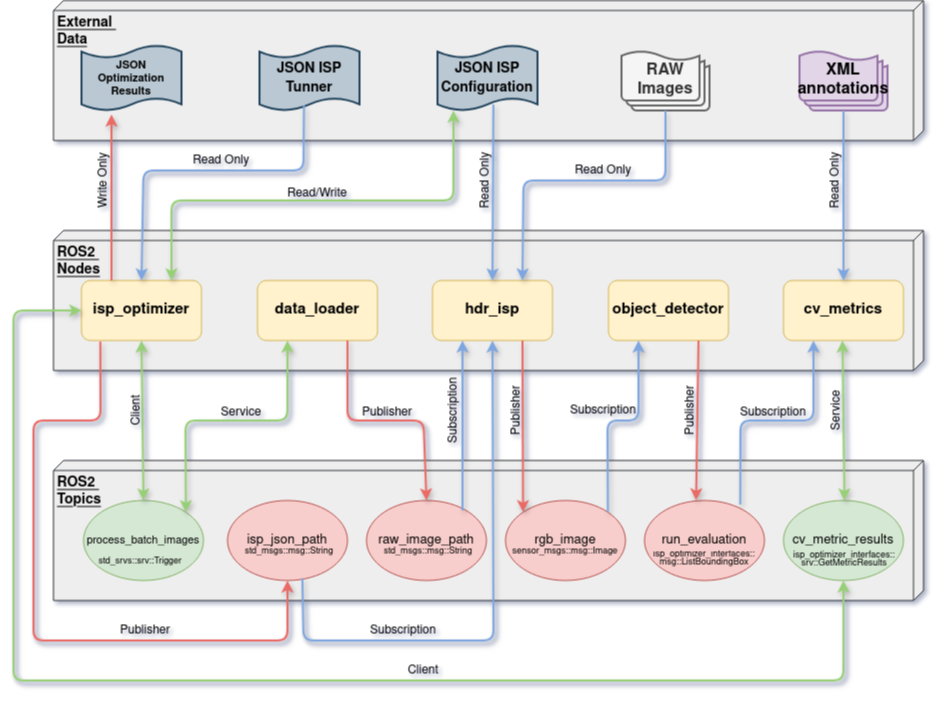 External
Data
JSON
Optimization
Results
JSON ISP
Tunner
JSON ISP
Configuration
RAW
Images
XML
annotations
Write Only
Read Only
Read/Write
Read Only
Read Only
Read Only
ROS2
Nodes
isp_optimizer
data_loader
hdr_isp
object_detector
cv_metrics
Client
Service
Publisher
Subscription
Publisher
Subscription
Publisher
Subscription
Service
ROS2
Topics
process_batch_images
std_srvs::srv::Trigger
isp_json_path
std_msgs::msg::String
raw_image_path
std_msgs::msg::String
rgb_image
sensor_msgs::msg::Image
run_evaluation
isp_optimizer_interfaces::
msg::ListBoundingBox
cv_metric_results
isp_optimizer_interfaces::
srv::GetMetricResults
Publisher
Subscription
Client